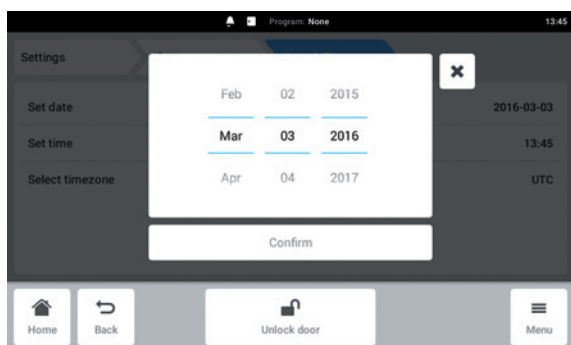 Program: None
13:45
Settings
Set date
2016-03-03
Set time
13:45
Select timezone
UTC
Feb 02 2015
Mar 03 2016
Apr 04 2017
Confirm
Home
Back
Unlock door
Menu